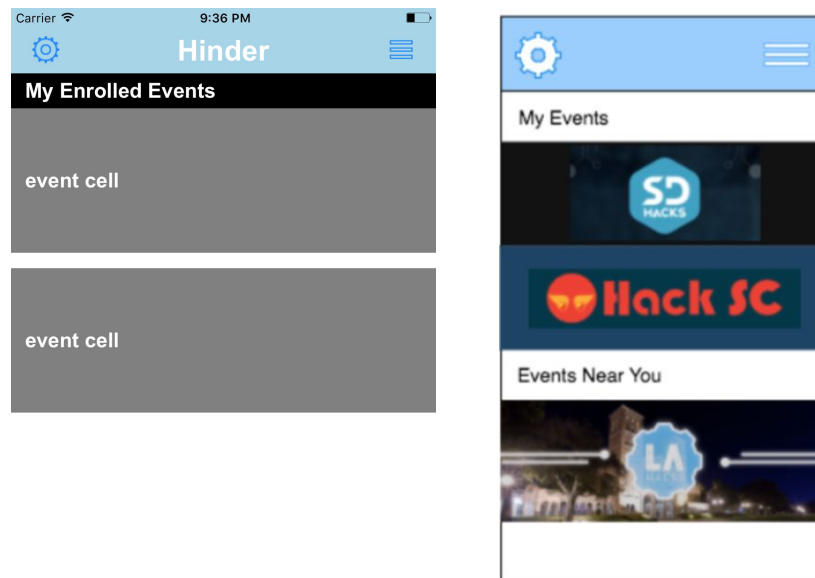 Carrier 9:36 PM
Hinder
My Enrolled Events
event cell
event cell
My Events
SD
HACKS
Hack SC
Events Near You
LA